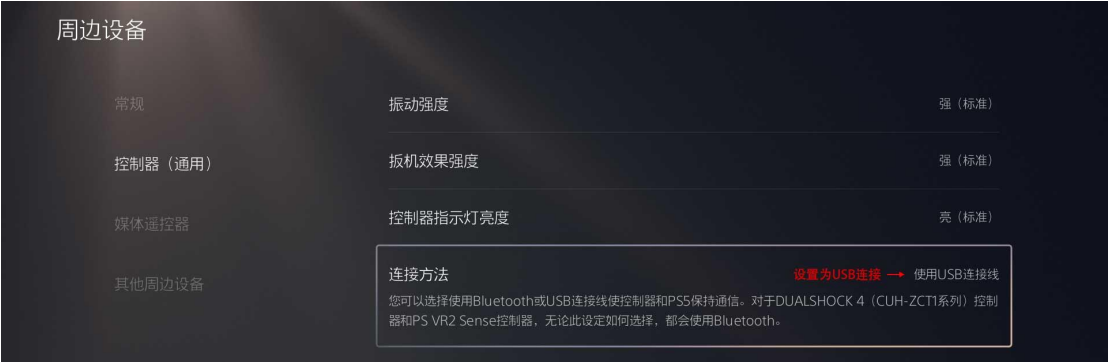 周边设备
常规
振动强度 强（标准）
控制器（通用） 扳机效果强度 强（标准）
媒体遥控器 控制器指示灯亮度 亮（标准）
其他周边设备
连接方法 设置为USB连接 → 使用USB连接线
您可以选择使用Bluetooth或USB连接线使控制器和PS5保持通信。对于DUALSHOCK 4（CUH-ZCT1系列）控制
器和PS VR2 Sense控制器，无论此设定如何选择，都会使用Bluetooth。